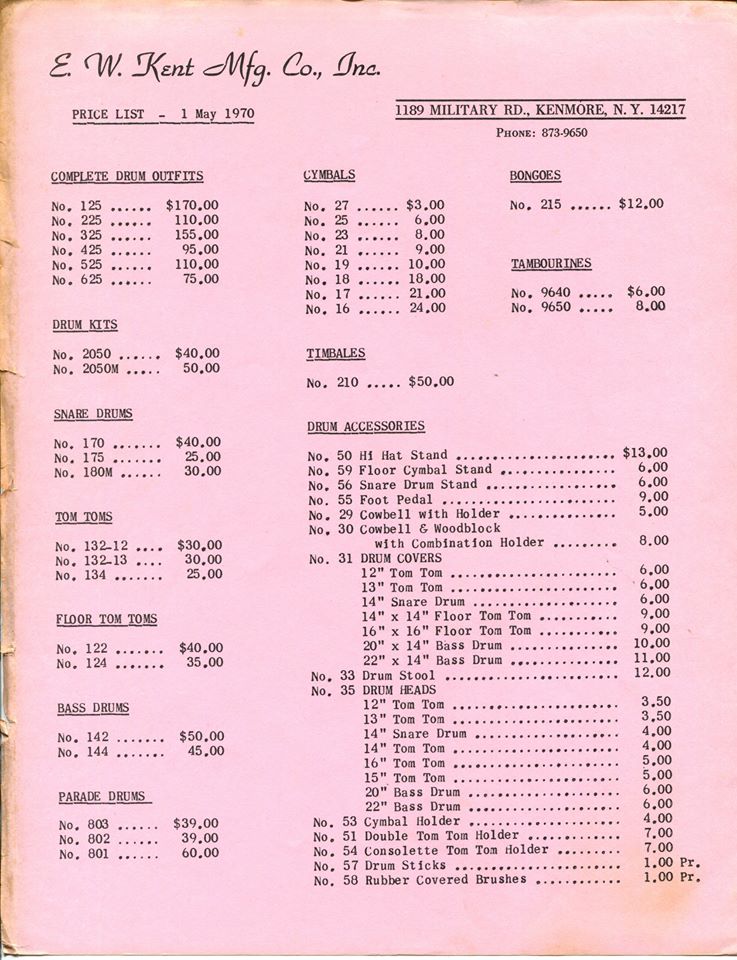 E. W. Kent Mfg. Co., Inc.
PRICE LIST - 1 May 1970
1189 MILITARY RD., KENMORE, N. Y. 14217
PHONE: 873-9650
COMPLETE DRUM OUTFITS
No. 125 ...... $170.00
No. 225 ...... 110.00
No. 325 ...... 155.00
No. 425 ...... 95.00
No. 525 ...... 110.00
No. 625 ...... 75.00
DRUM KITS
No. 2050 ...... $40.00
No. 2050M ..... 50.00
SNARE DRUMS
No. 170 ....... $40.00
No. 175 ....... 25.00
No. 180M ...... 30.00
TOM TOMS
No. 132-12 .... $30.00
No. 132-13 .... 30.00
No. 134 ....... 25.00
FLOOR TOM TOMS
No. 122 ....... $40.00
No. 124 ....... 35.00
BASS DRUMS
No. 142 ....... $50.00
No. 144 ....... 45.00
PARADE DRUMS
No. 803 ...... $39.00
No. 802 ...... 39.00
No. 801 ...... 60.00
CYMBALS
No. 27 ...... $3.00
No. 25 ...... 6.00
No. 23 ...... 8.00
No. 21 ...... 9.00
No. 19 ...... 10.00
No. 18 ...... 18.00
No. 17 ...... 21.00
No. 16 ...... 24.00
TIMBALES
No. 210 ..... $50.00
BONGOES
No. 215 ...... $12.00
TAMBOURINES
No. 9640 ..... $6.00
No. 9650 ..... 8.00
DRUM ACCESSORIES
No. 50 Hi Hat Stand ....................... $13.00
No. 59 Floor Cymbal Stand ................ 6.00
No. 56 Snare Drum Stand .................. 6.00
No. 55 Foot Pedal ........................ 9.00
No. 29 Cowbell with Holder ............... 5.00
No. 30 Cowbell & Woodblock
with Combination Holder ......... 8.00
No. 31 DRUM COVERS
12" Tom Tom ....................... 6.00
13" Tom Tom ....................... 6.00
14" Snare Drum .................... 6.00
14" x 14" Floor Tom Tom ........... 9.00
16" x 16" Floor Tom Tom ........... 9.00
20" x 14" Bass Drum ............... 10.00
22" x 14" Bass Drum ............... 11.00
No. 33 Drum Stool ........................ 12.00
No. 35 DRUM HEADS
12" Tom Tom ....................... 3.50
13" Tom Tom ....................... 3.50
14" Snare Drum .................... 4.00
14" Tom Tom ....................... 4.00
16" Tom Tom ....................... 5.00
15" Tom Tom ....................... 5.00
20" Bass Drum ..................... 6.00
22" Bass Drum ..................... 6.00
No. 53 Cymbal Holder ..................... 4.00
No. 51 Double Tom Tom Holder ............. 7.00
No. 54 Consolette Tom Tom Holder ......... 7.00
No. 57 Drum Sticks ....................... 1.00 Pr.
No. 58 Rubber Covered Brushes ............ 1.00 Pr.